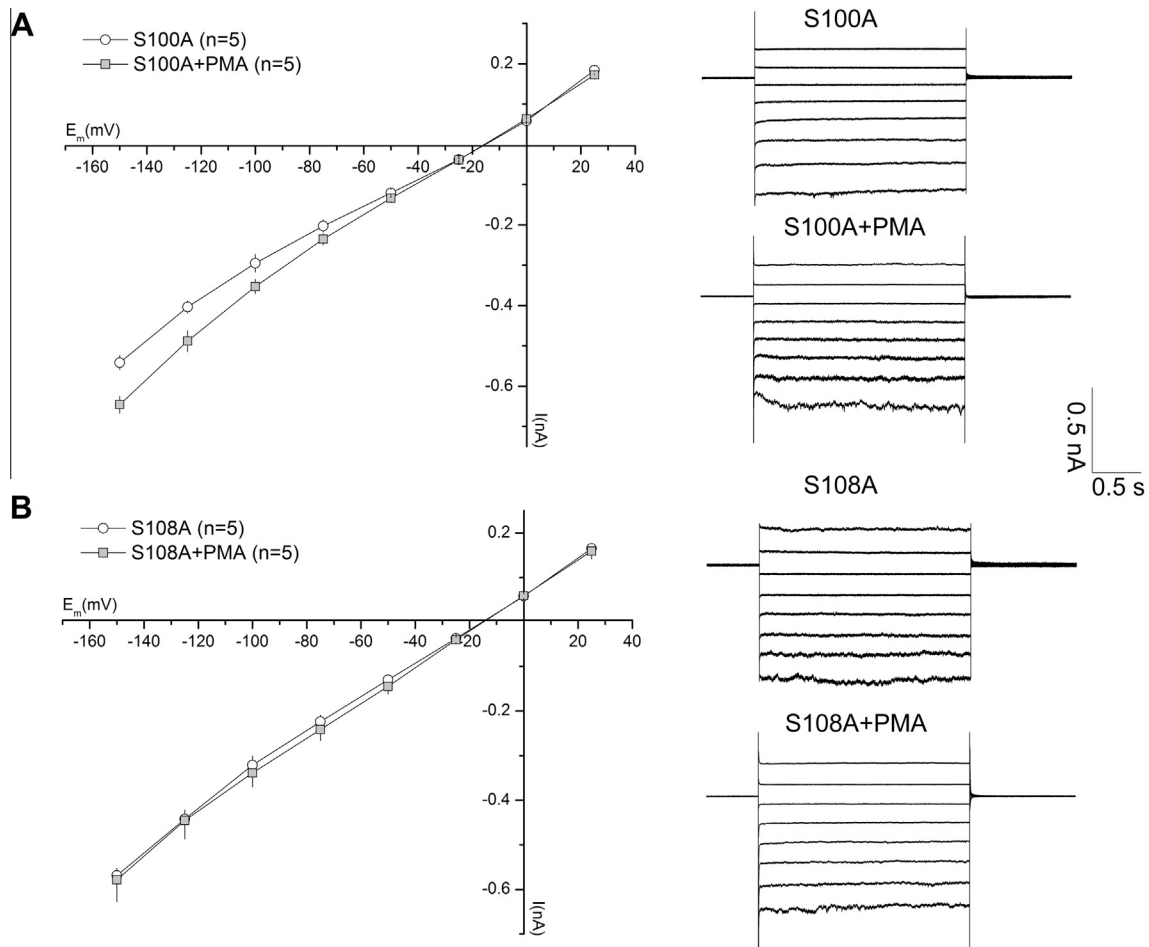 A
S100A (n=5)
S100A+PMA (n=5)
Em(mV)
-160 -140 -120 -100 -80 -60 -40 -20 20 40
0.2
-0.2
-0.4
-0.6
I(nA)
S100A
S100A+PMA
0.5 nA
0.5 s
B
S108A (n=5)
S108A+PMA (n=5)
Em(mV)
-160 -140 -120 -100 -80 -60 -40 -20 0 20 40
0.2
-0.2
-0.4
-0.6
I(nA)
S108A
S108A+PMA